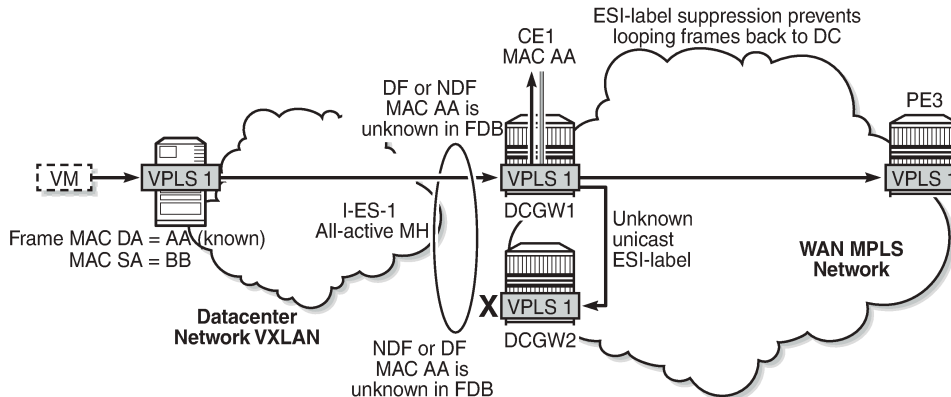 ESI-label suppression prevents
looping frames back to DC
CE1
MAC AA
DF or NDF
MAC AA is
unknown in FDB
PE3
VM
VPLS 1
VPLS 1
VPLS 1
DCGW1
I-ES-1
All-active MH
Frame MAC DA = AA (known)
MAC SA = BB
Unknown
unicast
ESI-label
WAN MPLS
Network
Datacenter
Network VXLAN
X
VPLS 1
DCGW2
NDF or DF
MAC AA is
unknown in FDB